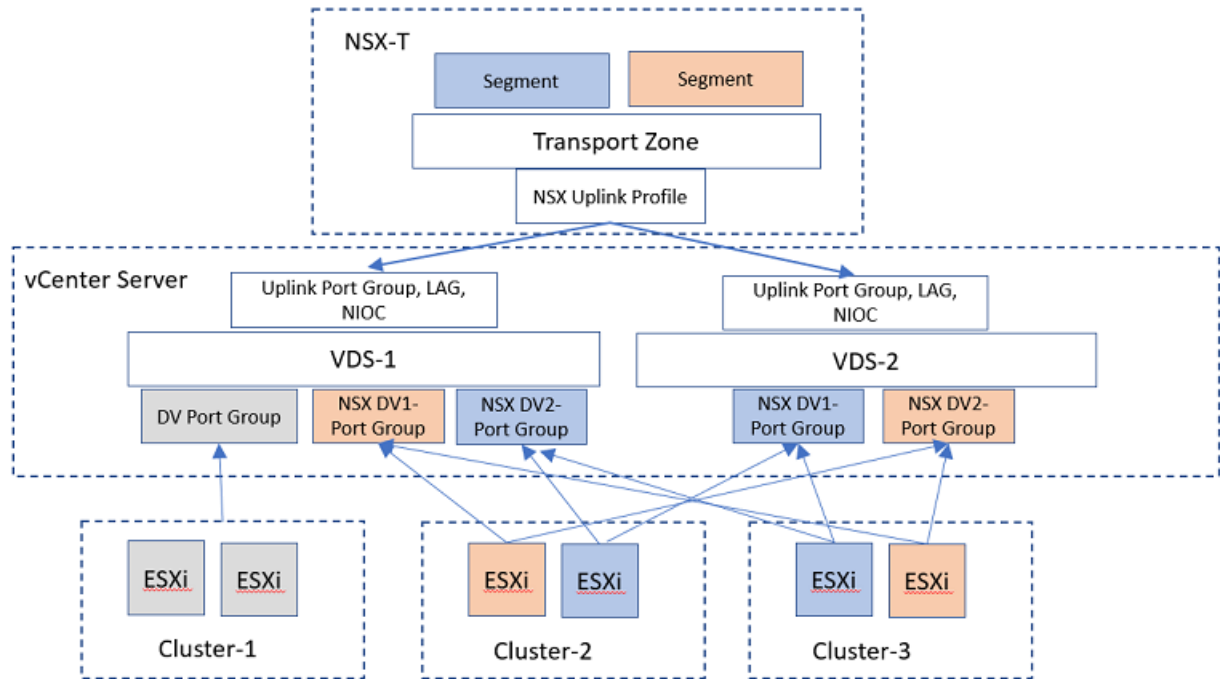 NSX-T
Segment
Segment
Transport Zone
NSX Uplink Profile
vCenter Server
Uplink Port Group, LAG,
NIOC
Uplink Port Group, LAG,
NIOC
VDS-1
VDS-2
DV Port Group
NSX DV1-
Port Group
NSX DV2-
Port Group
NSX DV1-
Port Group
NSX DV2-
Port Group
ESXi
ESXi
ESXi
ESXi
ESXi
ESXi
Cluster-1
Cluster-2
Cluster-3